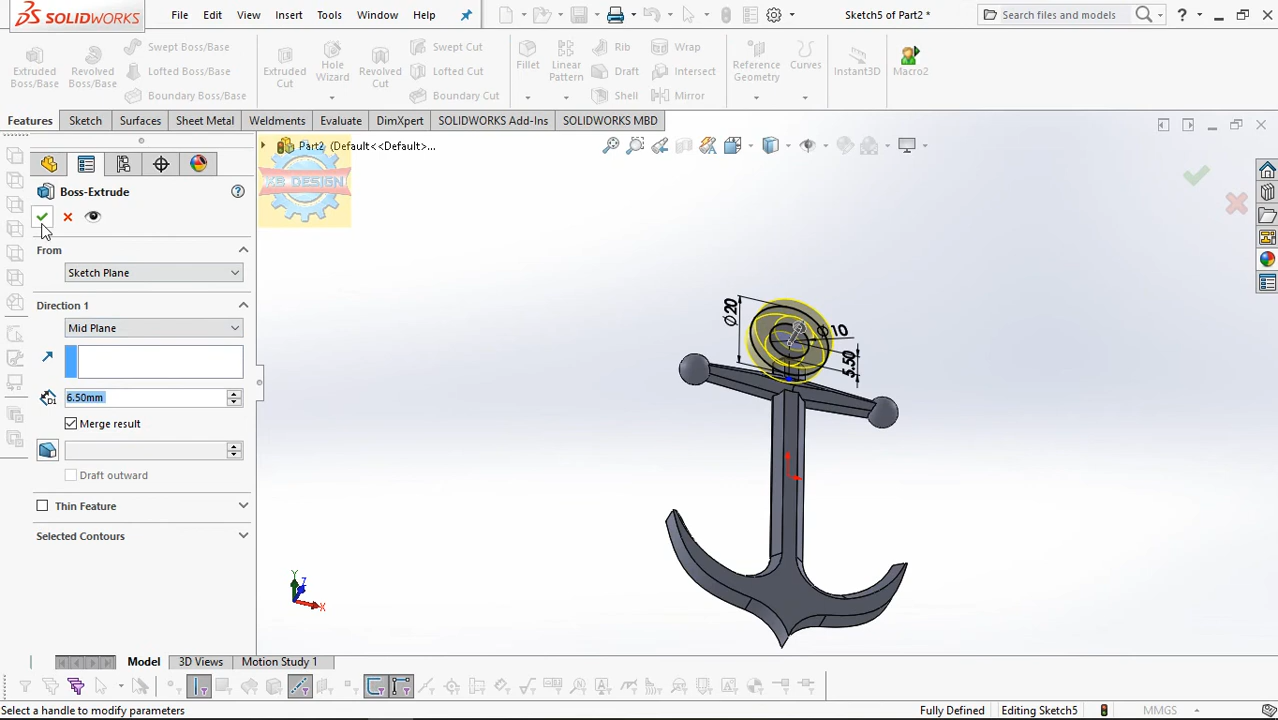 SOLIDWORKS File Edit View Insert Tools Window Help Sketch5 of Part2 * Search files and models ?
Extruded Boss/Base
Revolved Boss/Base
Swept Boss/Base
Lofted Boss/Base
Boundary Boss/Base
Extruded Cut
Hole Wizard
Revolved Cut
Swept Cut
Lofted Cut
Boundary Cut
Fillet
Linear Pattern
Rib
Draft
Shell
Wrap
Intersect
Mirror
Reference Geometry
Curves
Instant3D
Macro2
Features Sketch Surfaces Sheet Metal Weldments Evaluate DimXpert SOLIDWORKS Add-Ins SOLIDWORKS MBD
Part2 (Default<<Default>...
DESIGN
Boss-Extrude
From
Sketch Plane
Direction 1
Mid Plane
D1
6.50mm
Merge result
Draft outward
Thin Feature
Selected Contours
Ø20
Ø10
5.50
Y
Z
X
Model 3D Views Motion Study 1
Select a handle to modify parameters Fully Defined Editing Sketch5 MMGS